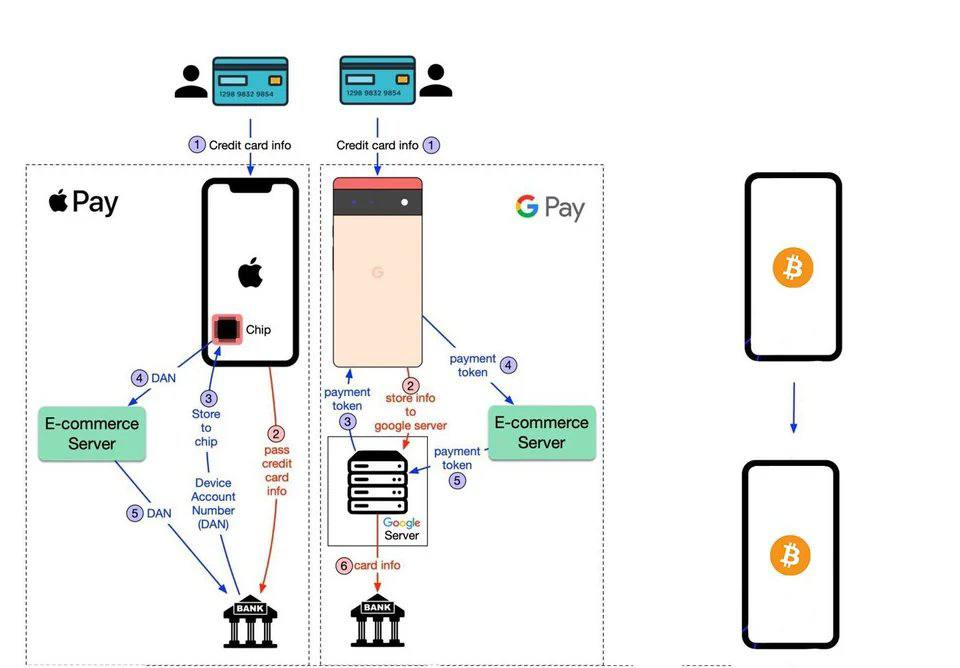 1298 9832 9854
1298 9832 9854
1 Credit card info
Credit card info 1
Pay
G Pay
G
Chip
4 DAN
3
Store
to
chip
2
pass
credit
card
info
E-commerce
Server
5 DAN
Device
Account
Number
(DAN)
BANK
payment
token
3
2
store info
to
google server
payment
token
4
E-commerce
Server
payment
token
5
Google
Server
6 card info
BANK
₿
₿